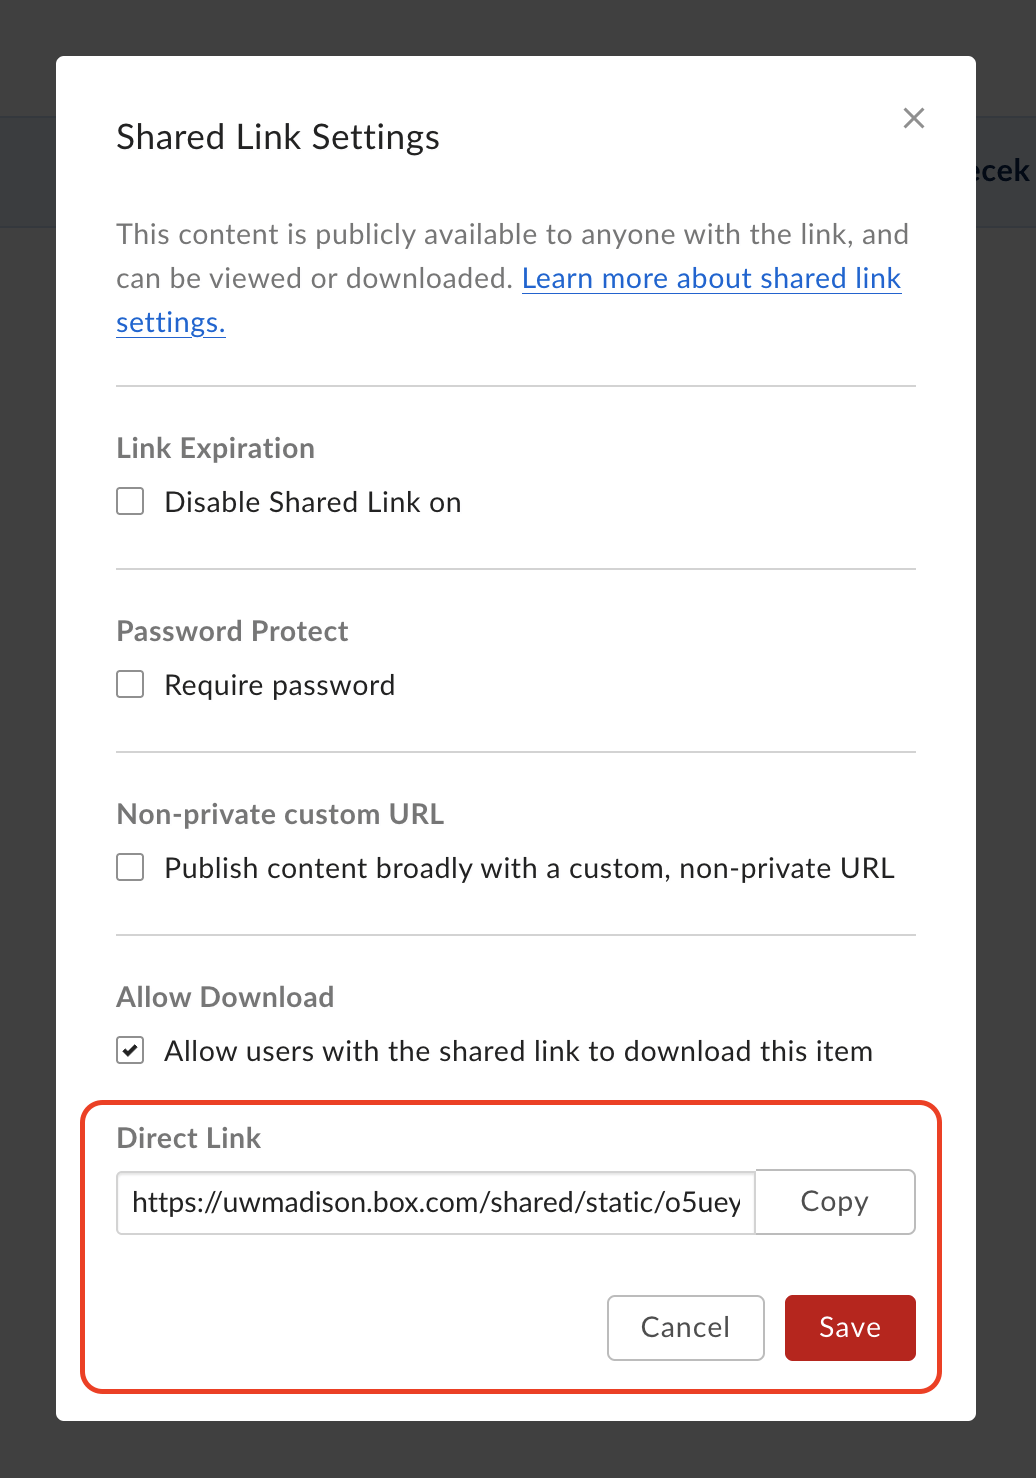 Shared Link Settings
This content is publicly available to anyone with the link, and
can be viewed or downloaded. Learn more about shared link
settings.
Link Expiration
Disable Shared Link on
Password Protect
Require password
Non-private custom URL
Publish content broadly with a custom, non-private URL
Allow Download
Allow users with the shared link to download this item
Direct Link
https://uwmadison.box.com/shared/static/o5uey
Copy
Cancel
Save